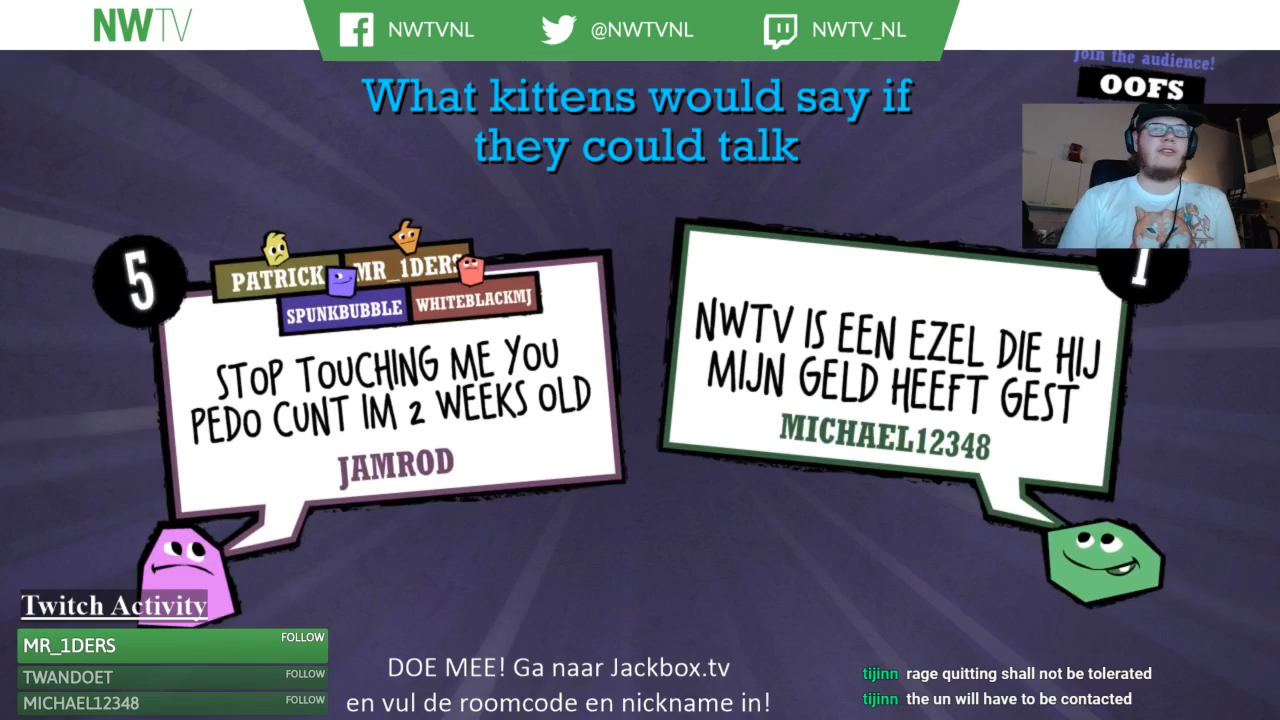 NWTV
NWTVNL
@NWTVNL
NWTV_NL
Join the audience!
OOFS
What kittens would say if
they could talk
5
PATRICK
MR_1DERS
SPUNKBUBBLE
WHITEBLACKMJ
STOP TOUCHING ME YOU
PEDO CUNT IM 2 WEEKS OLD
JAMROD
1
NWTV IS EEN EZEL DIE HIJ
MIJN GELD HEEFT GEST
MICHAEL12348
Twitch Activity
MR_1DERS FOLLOW
TWANDOET FOLLOW
MICHAEL12348 FOLLOW
DOE MEE! Ga naar Jackbox.tv
en vul de roomcode en nickname in!
tijinn rage quitting shall not be tolerated
tijinn the un will have to be contacted